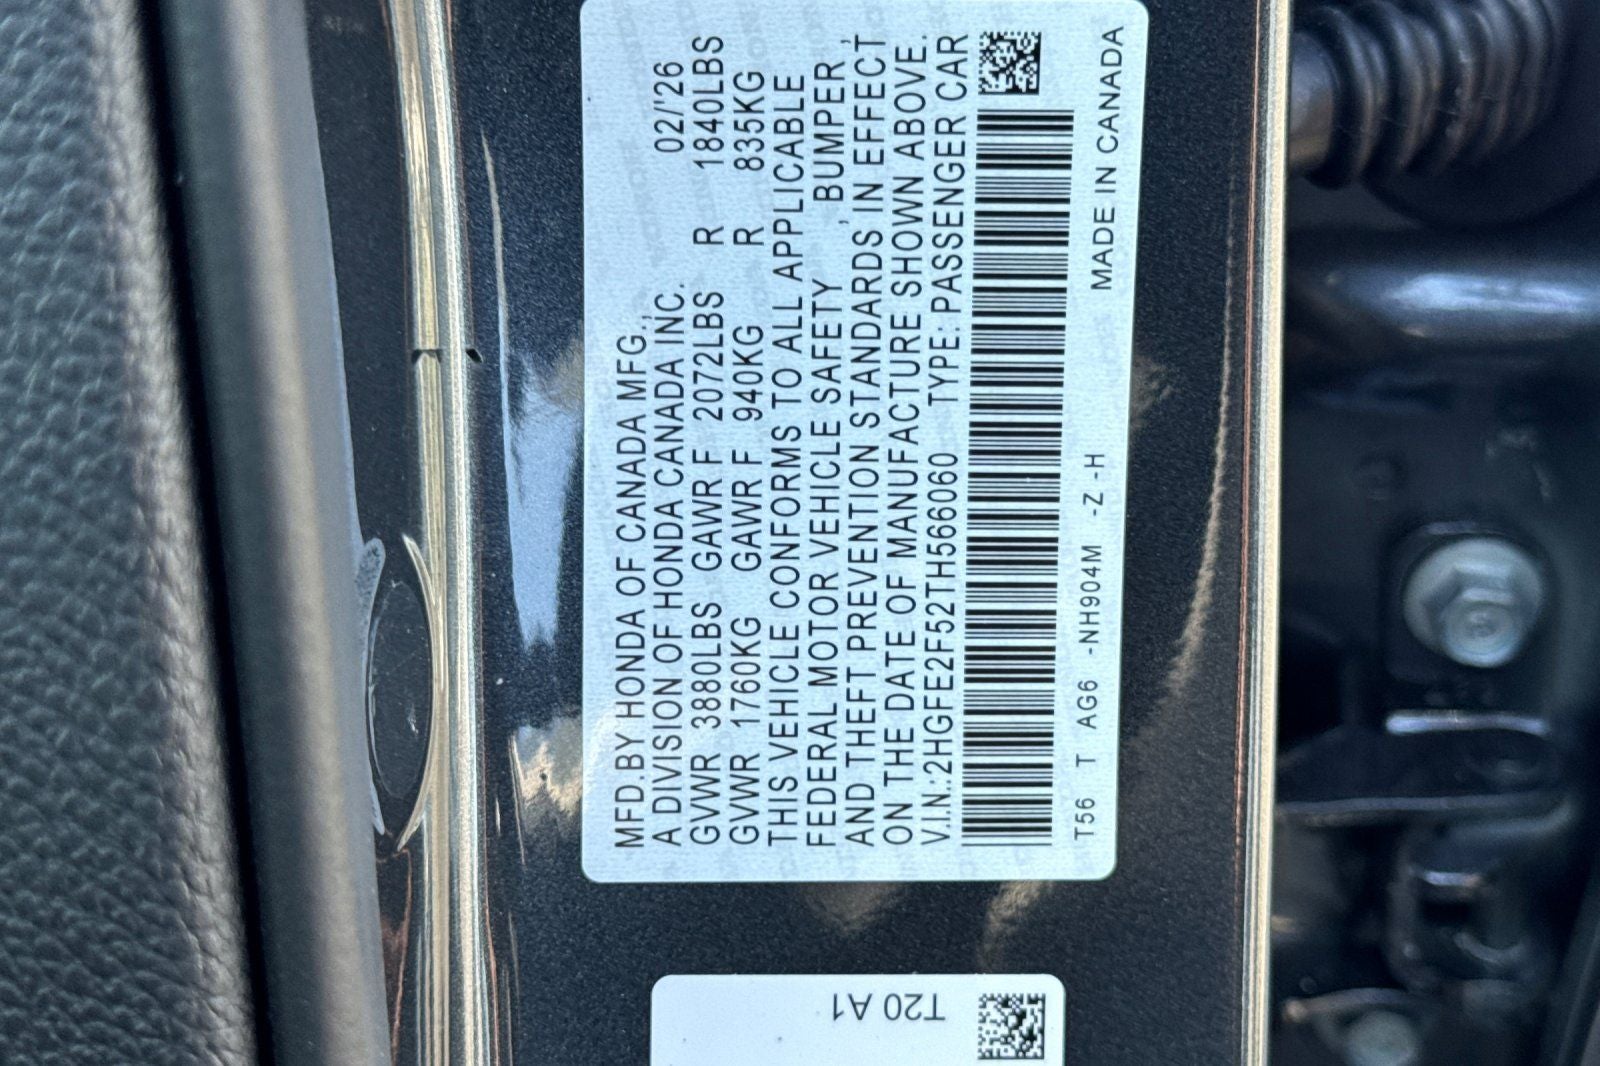 MFD.BY HONDA OF CANADA MFG.,
A DIVISION OF HONDA CANADA INC. 02/'26
GVWR 3880LBS GAWR F 2072LBS R 1840LBS
GVWR 1760KG GAWR F 940KG R 835KG
THIS VEHICLE CONFORMS TO ALL APPLICABLE
FEDERAL MOTOR VEHICLE SAFETY , BUMPER ,
AND THEFT PREVENTION STANDARDS IN EFFECT
ON THE DATE OF MANUFACTURE SHOWN ABOVE.
V.I.N.:2HGFE2F52TH566060 TYPE: PASSENGER CAR
T56 T AG6 -NH904M -Z -H MADE IN CANADA
T20 A1